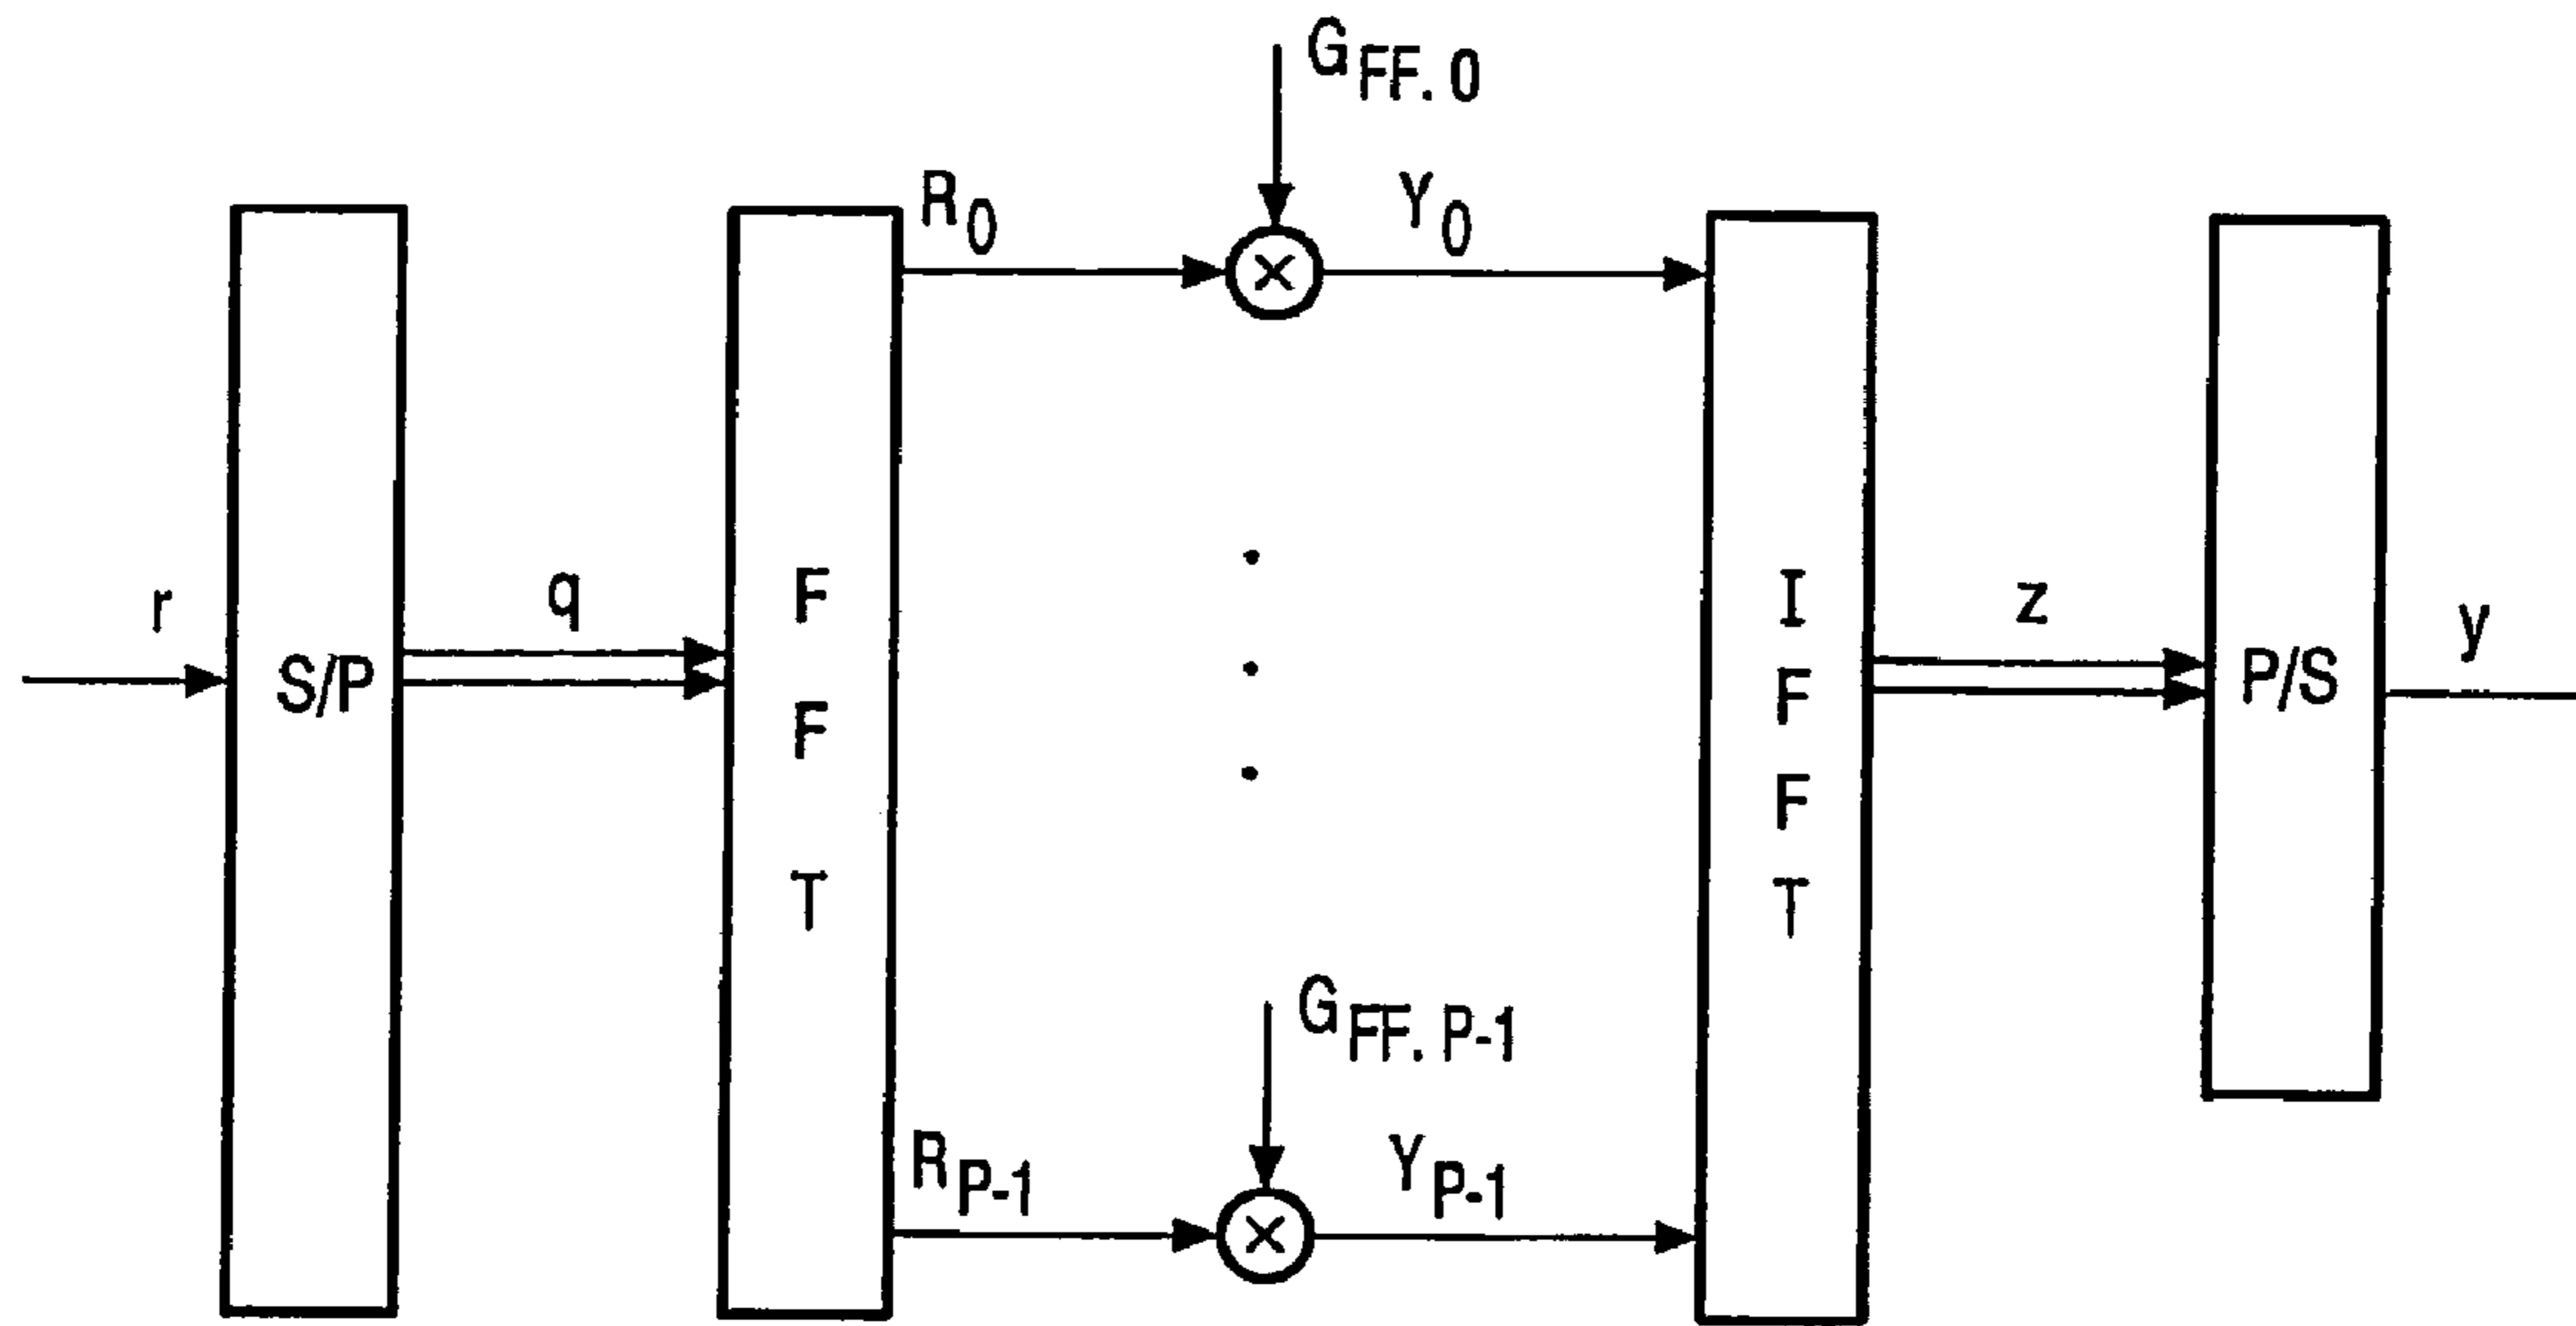 G_FF.0
R_0
Y_0
r
S/P
q
F
F
T
I
F
F
T
z
P/S
y
G_FF.P-1
R_P-1
Y_P-1